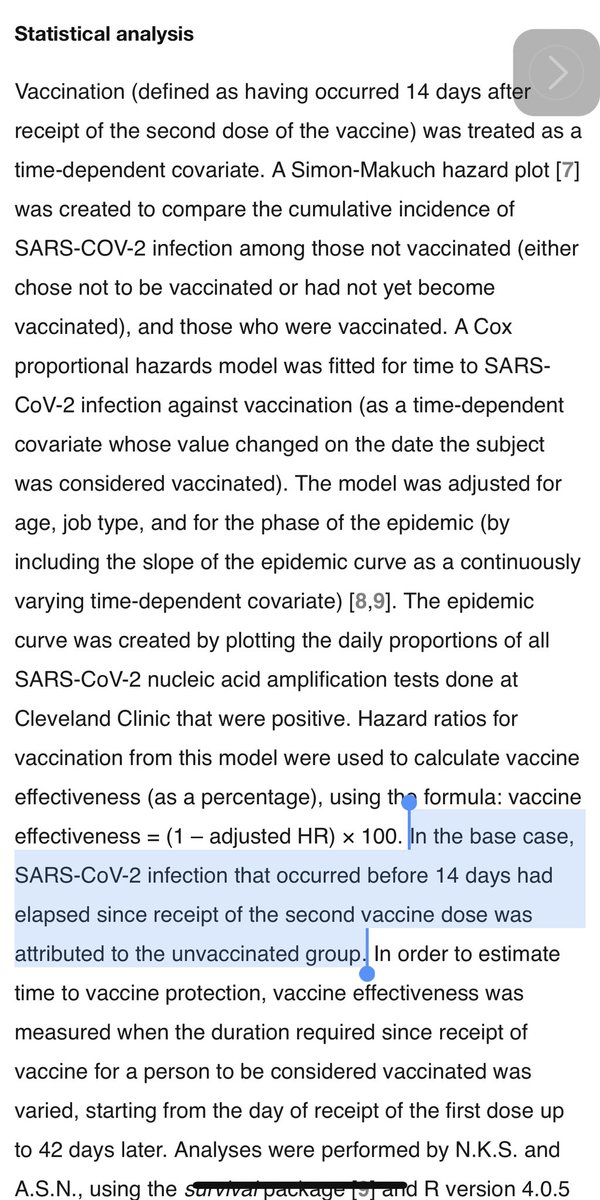 Statistical analysis
Vaccination (defined as having occurred 14 days after
receipt of the second dose of the vaccine) was treated as a
time-dependent covariate. A Simon-Makuch hazard plot [7]
was created to compare the cumulative incidence of
SARS-COV-2 infection among those not vaccinated (either
chose not to be vaccinated or had not yet become
vaccinated), and those who were vaccinated. A Cox
proportional hazards model was fitted for time to SARS-
CoV-2 infection against vaccination (as a time-dependent
covariate whose value changed on the date the subject
was considered vaccinated). The model was adjusted for
age, job type, and for the phase of the epidemic (by
including the slope of the epidemic curve as a continuously
varying time-dependent covariate) [8,9]. The epidemic
curve was created by plotting the daily proportions of all
SARS-CoV-2 nucleic acid amplification tests done at
Cleveland Clinic that were positive. Hazard ratios for
vaccination from this model were used to calculate vaccine
effectiveness (as a percentage), using the formula: vaccine
effectiveness = (1 – adjusted HR) × 100. In the base case,
SARS-CoV-2 infection that occurred before 14 days had
elapsed since receipt of the second vaccine dose was
attributed to the unvaccinated group. In order to estimate
time to vaccine protection, vaccine effectiveness was
measured when the duration required since receipt of
vaccine for a person to be considered vaccinated was
varied, starting from the day of receipt of the first dose up
to 42 days later. Analyses were performed by N.K.S. and
A.S.N., using the survival package [9] and R version 4.0.5